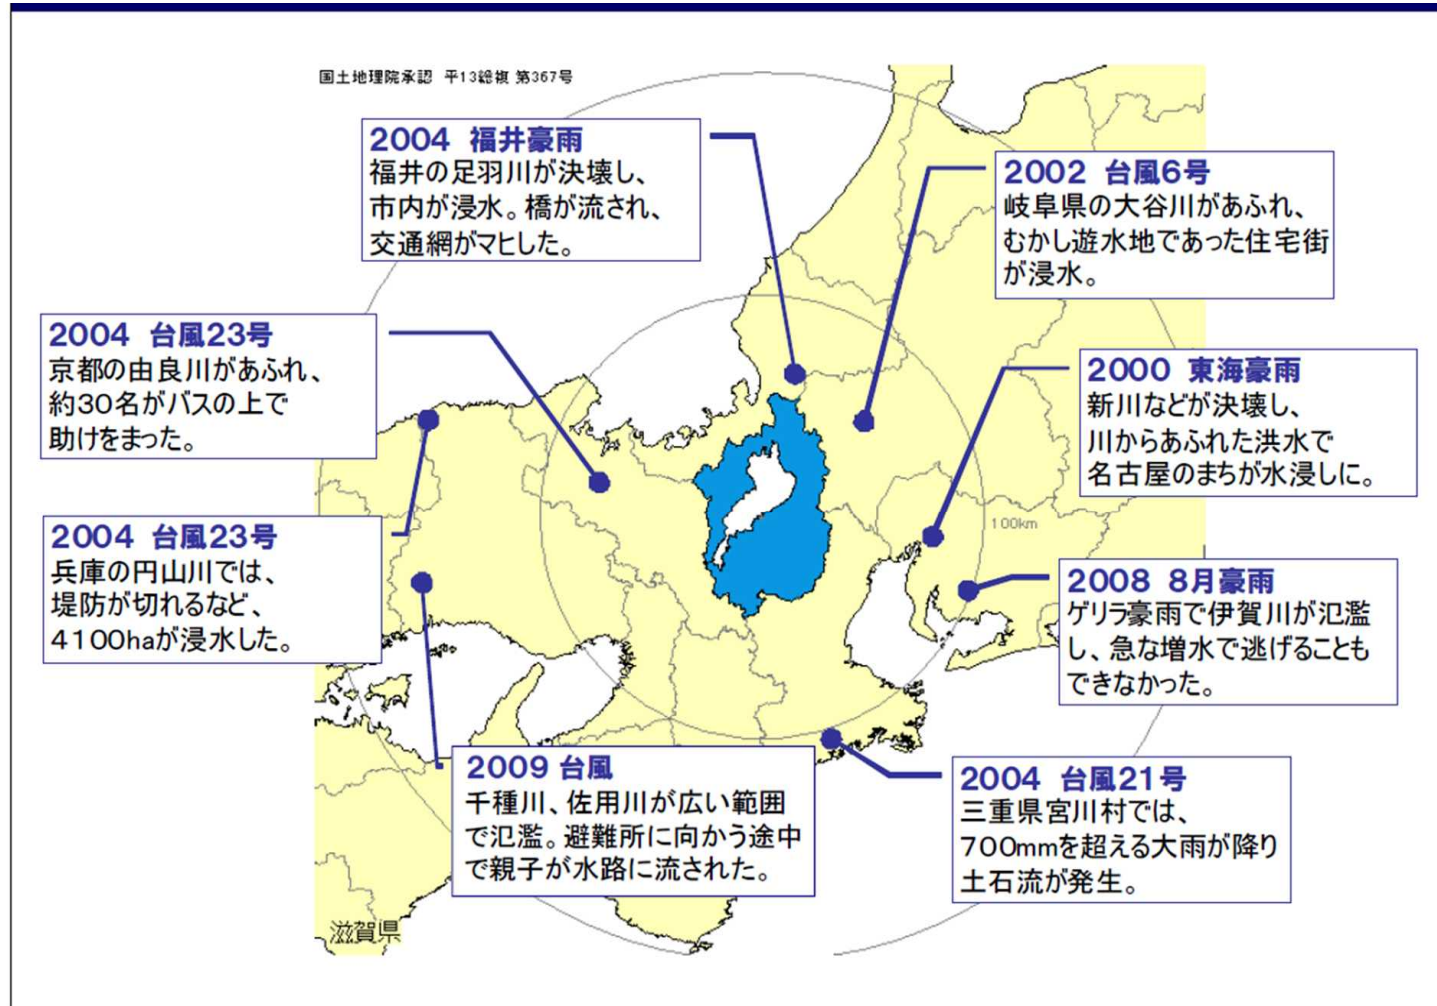 国土地理院承認 平13総複 第367号
2004 福井豪雨
福井の足羽川が決壊し、
市内が浸水。橋が流され、
交通網がマヒした。
2002 台風6号
岐阜県の大谷川があふれ、
むかし遊水地であった住宅街
が浸水。
2004 台風23号
京都の由良川があふれ、
約30名がバスの上で
助けをまった。
2000 東海豪雨
新川などが決壊し、
川からあふれた洪水で
名古屋のまちが水浸しに。
100km
2004 台風23号
兵庫の円山川では、
堤防が切れるなど、
4100haが浸水した。
2008 8月豪雨
ゲリラ豪雨で伊賀川が氾濫
し、急な増水で逃げることも
できなかった。
2009 台風
千種川、佐用川が広い範囲
で氾濫。避難所に向かう途中
で親子が水路に流された。
2004 台風21号
三重県宮川村では、
700mmを超える大雨が降り
土石流が発生。
滋賀県